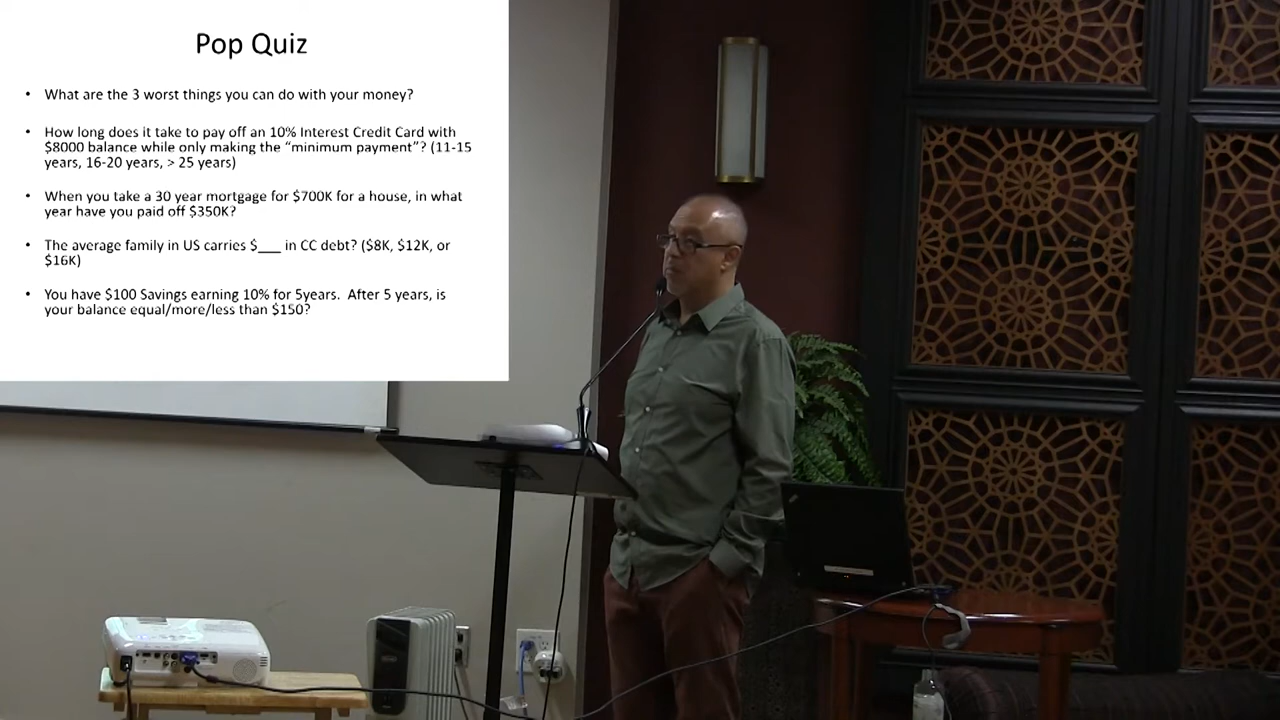 Pop Quiz
• What are the 3 worst things you can do with your money?
• How long does it take to pay off an 10% Interest Credit Card with
$8000 balance while only making the “minimum payment”? (11-15
years, 16-20 years, > 25 years)
• When you take a 30 year mortgage for $700K for a house, in what
year have you paid off $350K?
• The average family in US carries $___ in CC debt? ($8K, $12K, or
$16K)
• You have $100 Savings earning 10% for 5years. After 5 years, is
your balance equal/more/less than $150?